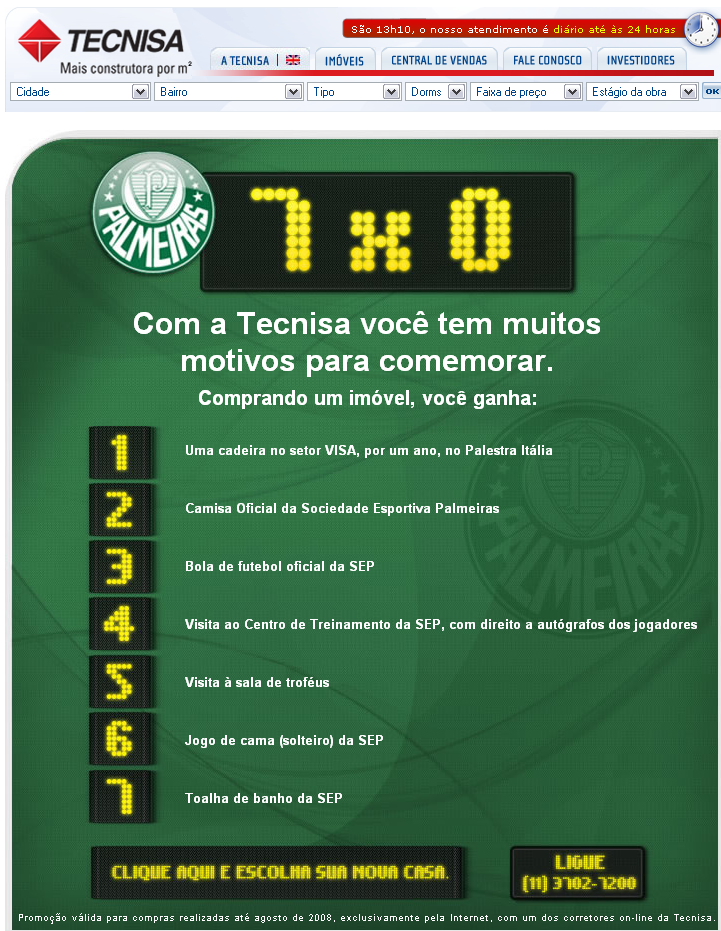 TECNISA
Mais construtora por m²
São 13h10, o nosso atendimento é diário até às 24 horas
A TECNISA | IMÓVEIS CENTRAL DE VENDAS FALE CONOSCO INVESTIDORES
Cidade Bairro Tipo Dorms Faixa de preço Estágio da obra OK
P
PALMEIRAS
7 x 0
Com a Tecnisa você tem muitos
motivos para comemorar.
Comprando um imóvel, você ganha:
1 Uma cadeira no setor VISA, por um ano, no Palestra Itália
2 Camisa Oficial da Sociedade Esportiva Palmeiras
3 Bola de futebol oficial da SEP
4 Visita ao Centro de Treinamento da SEP, com direito a autógrafos dos jogadores
5 Visita à sala de troféus
6 Jogo de cama (solteiro) da SEP
7 Toalha de banho da SEP
PALMEIRAS
CLIQUE AQUI E ESCOLHA SUA NOVA CASA.
LIGUE
(11) 3702-7200
Promoção válida para compras realizadas até agosto de 2008, exclusivamente pela Internet, com um dos corretores on-line da Tecnisa.